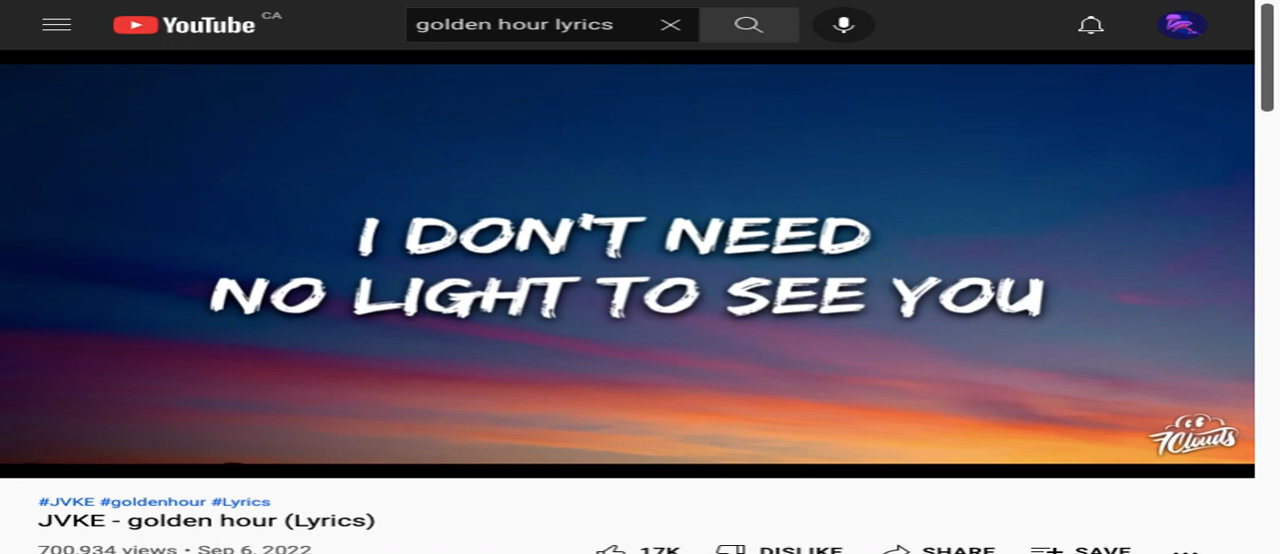 YouTube CA
golden hour lyrics
I DON'T NEED
NO LIGHT TO SEE YOU
7Clouds
#JVKE #goldenhour #Lyrics
JVKE - golden hour (Lyrics)
700,934 views • Sep 6, 2022
17K DISLIKE SHARE SAVE